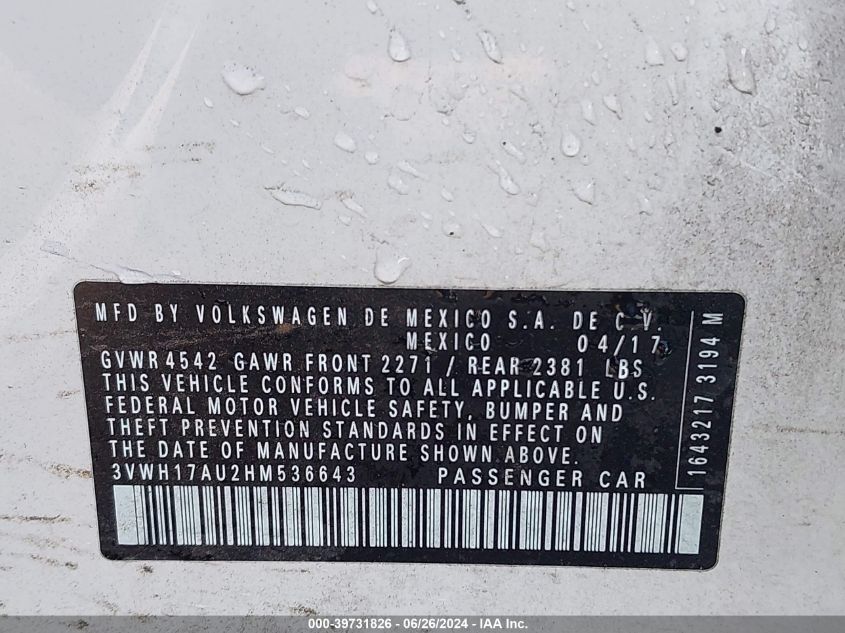 MFD BY VOLKSWAGEN DE MEXICO S.A. DE C.V.
MEXICO 04/17
GVWR 4542 GAWR FRONT 2271 / REAR 2381 LBS
THIS VEHICLE CONFORMS TO ALL APPLICABLE U.S.
FEDERAL MOTOR VEHICLE SAFETY, BUMPER AND
THEFT PREVENTION STANDARDS IN EFFECT ON
THE DATE OF MANUFACTURE SHOWN ABOVE.
3VWH17AU2HM536643 PASSENGER CAR
1643217 3194 M
000-39731826 - 06/26/2024 - IAA Inc.